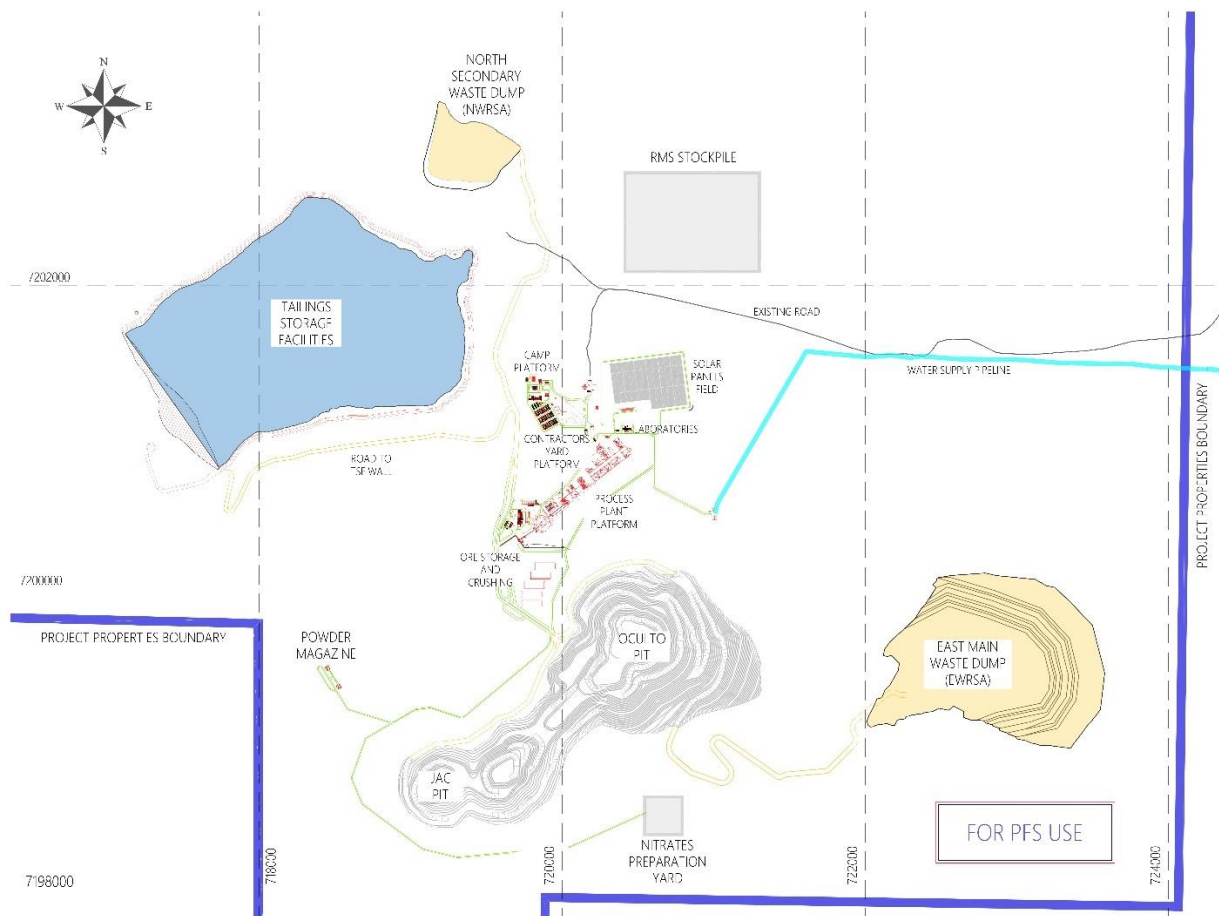 N
W
E
S
NORTH
SECONDARY
WASTE DUMP
(NWRSA)
RMS STOCKPILE
7202000
TAILINGS
STORAGE
FACILITIES
EXISTING ROAD
CAMP
PLATFORM
SOLAR
PANELS
FIELD
WATER SUPPLY PIPELINE
LABORATORIES
CONTRACTORS
YARD
PLATFORM
ROAD TO
TSF WALL
PROCESS
PLANT
PLATFORM
PROJECT PROPERTIES BOUNDARY
ORE STORAGE
AND
CRUSHING
7200000
PROJECT PROPERTIES BOUNDARY
POWDER
MAGAZINE
OCULTO
PIT
EAST MAIN
WASTE DUMP
(EWRSA)
JAC
PIT
FOR PFS USE
NITRATES
PREPARATION
YARD
7198000
718000
720000
722000
724000